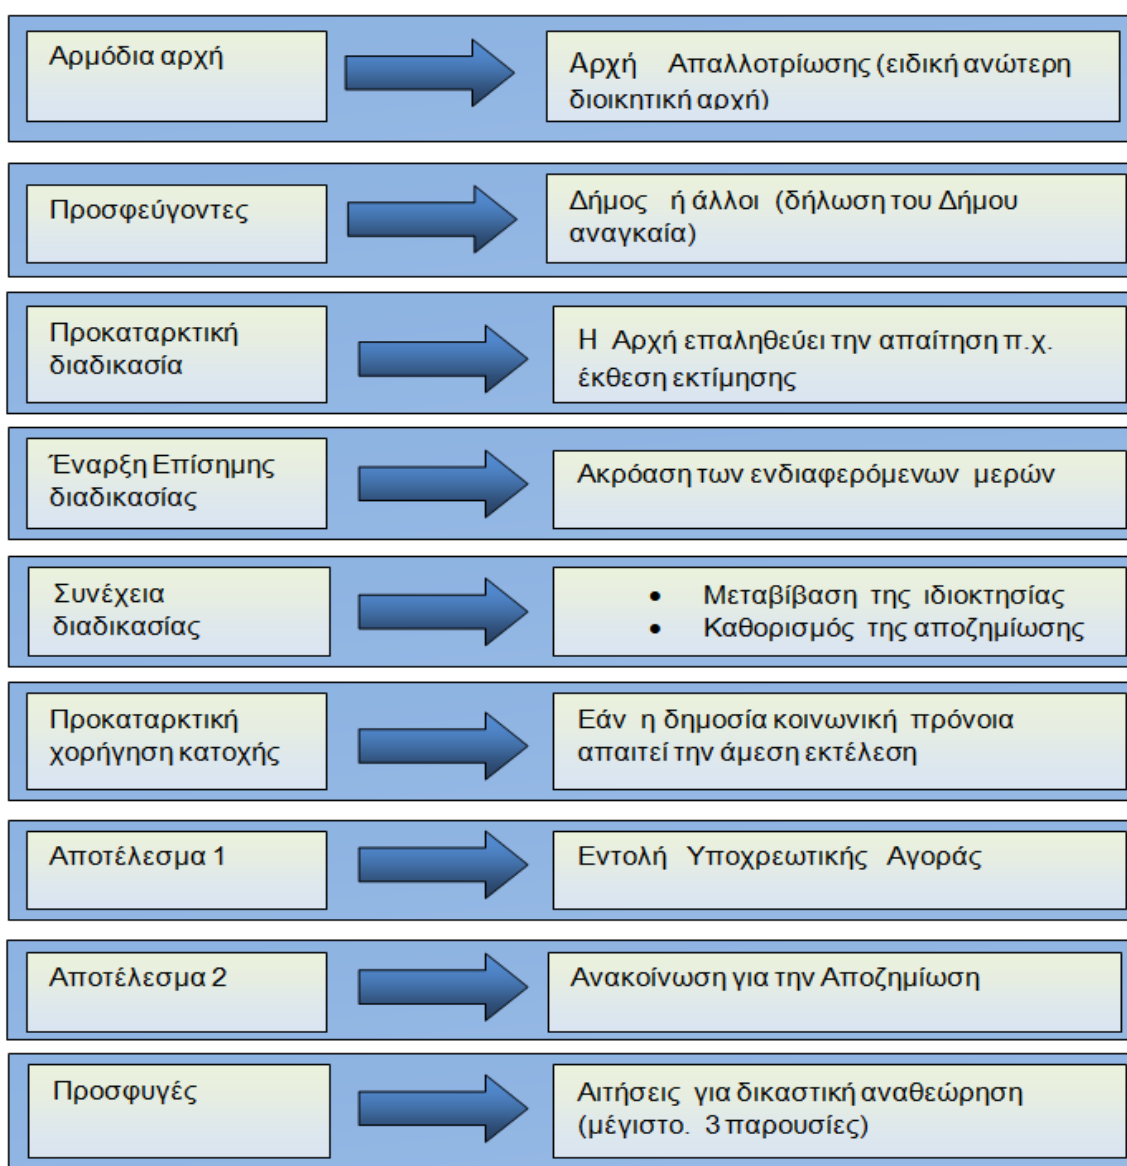 Αρμόδια αρχή
Αρχή Απαλλοτρίωσης (ειδική ανώτερη
διοικητική αρχή)
Προσφεύγοντες
Δήμος ή άλλοι (δήλωση του Δήμου
αναγκαία)
Προκαταρκτική
διαδικασία
Η Αρχή επαληθεύει την απαίτηση π.χ.
έκθεση εκτίμησης
Έναρξη Επίσημης
διαδικασίας
Ακρόαση των ενδιαφερόμενων μερών
Συνέχεια
διαδικασίας
• Μεταβίβαση της ιδιοκτησίας
• Καθορισμός της αποζημίωσης
Προκαταρκτική
χορήγηση κατοχής
Εάν η δημοσία κοινωνική πρόνοια
απαιτεί την άμεση εκτέλεση
Αποτέλεσμα 1
Εντολή Υποχρεωτικής Αγοράς
Αποτέλεσμα 2
Ανακοίνωση για την Αποζημίωση
Προσφυγές
Αιτήσεις για δικαστική αναθεώρηση
(μέγιστο. 3 παρουσίες)